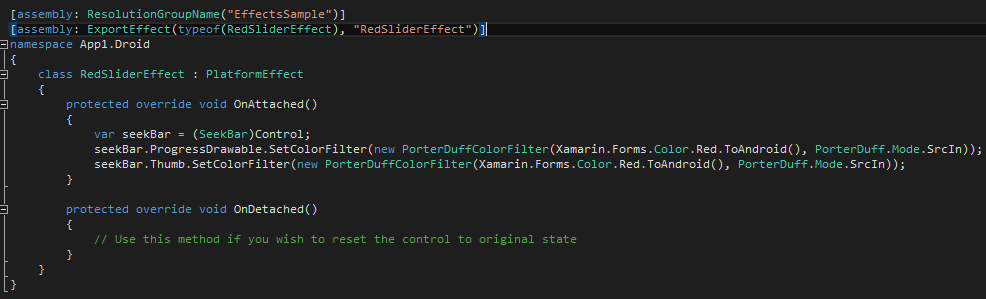 [assembly: ResolutionGroupName("EffectsSample")]
[assembly: ExportEffect(typeof(RedSliderEffect), "RedSliderEffect")]
namespace App1.Droid
{
    class RedSliderEffect : PlatformEffect
    {
        protected override void OnAttached()
        {
            var seekBar = (SeekBar)Control;
            seekBar.ProgressDrawable.SetColorFilter(new PorterDuffColorFilter(Xamarin.Forms.Color.Red.ToAndroid(), PorterDuff.Mode.SrcIn));
            seekBar.Thumb.SetColorFilter(new PorterDuffColorFilter(Xamarin.Forms.Color.Red.ToAndroid(), PorterDuff.Mode.SrcIn));
        }

        protected override void OnDetached()
        {
            // Use this method if you wish to reset the control to original state
        }
    }
}